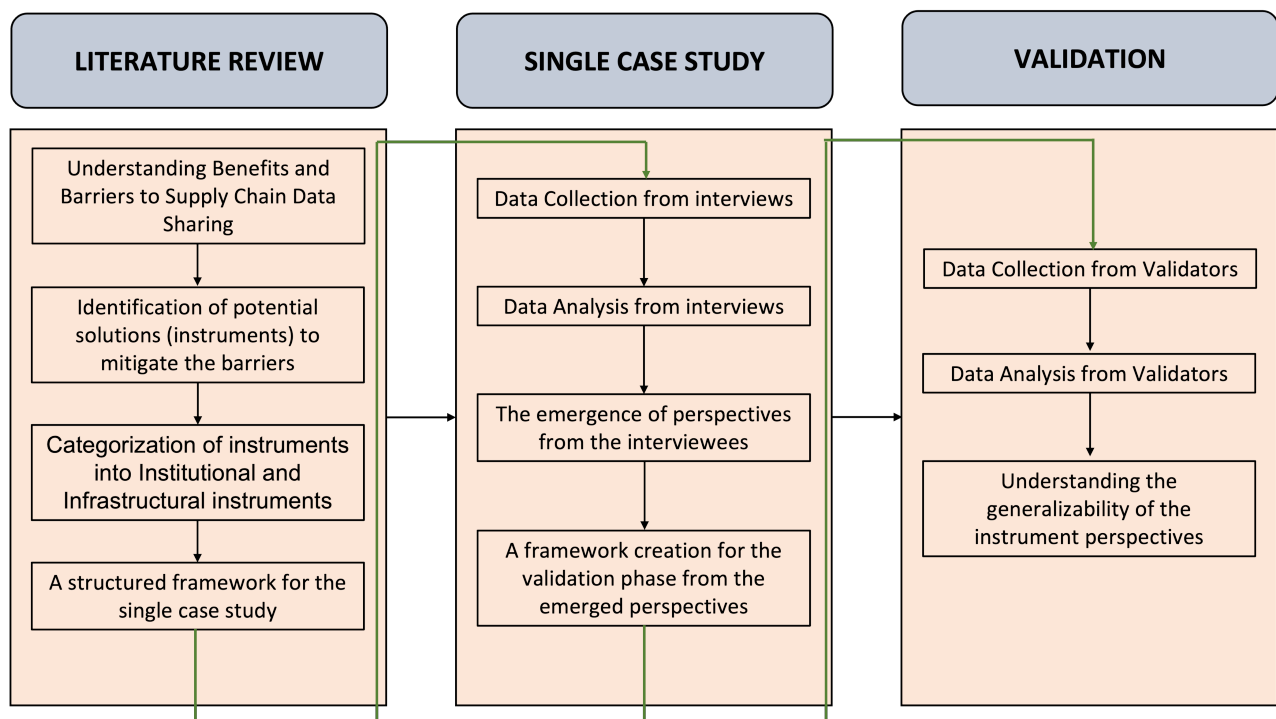 LITERATURE REVIEW
Understanding Benefits and
Barriers to Supply Chain Data
Sharing
Identification of potential
solutions (instruments) to
mitigate the barriers
Categorization of instruments
into Institutional and
Infrastructural instruments
A structured framework for the
single case study
SINGLE CASE STUDY
Data Collection from interviews
Data Analysis from interviews
The emergence of perspectives
from the interviewees
A framework creation for the
validation phase from the
emerged perspectives
VALIDATION
Data Collection from Validators
Data Analysis from Validators
Understanding the
generalizability of the
instrument perspectives